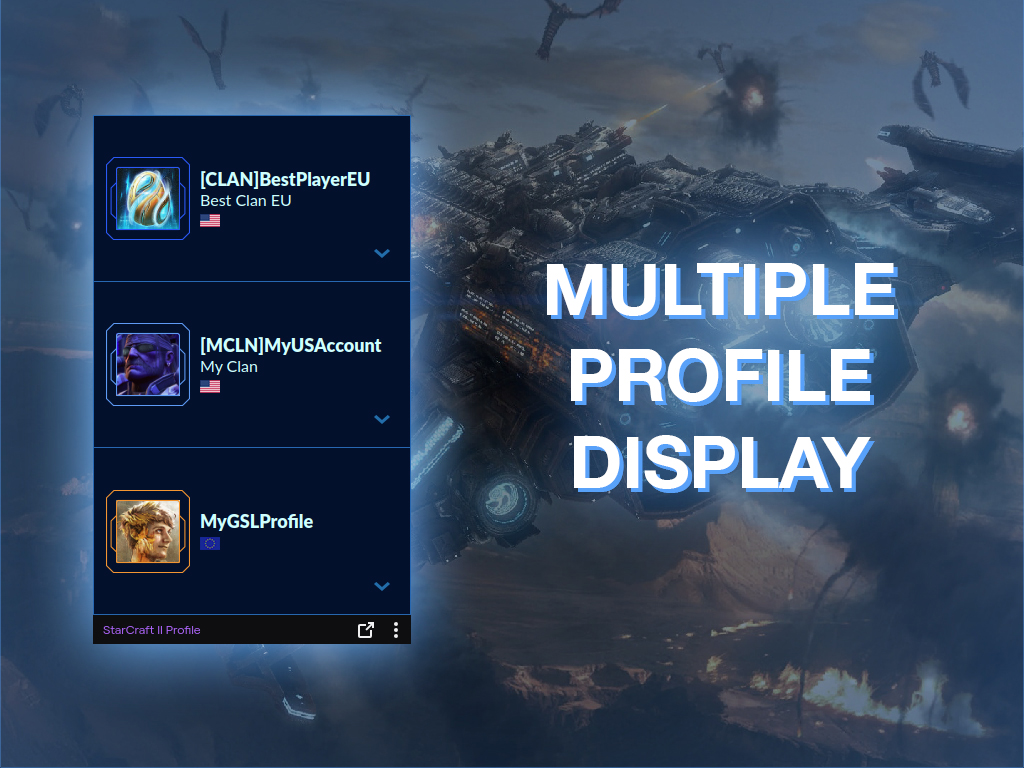 [CLAN]BestPlayerEU
Best Clan EU
[MCLN]MyUSAccount
My Clan
MyGSLProfile
StarCraft II Profile
MULTIPLE
PROFILE
DISPLAY